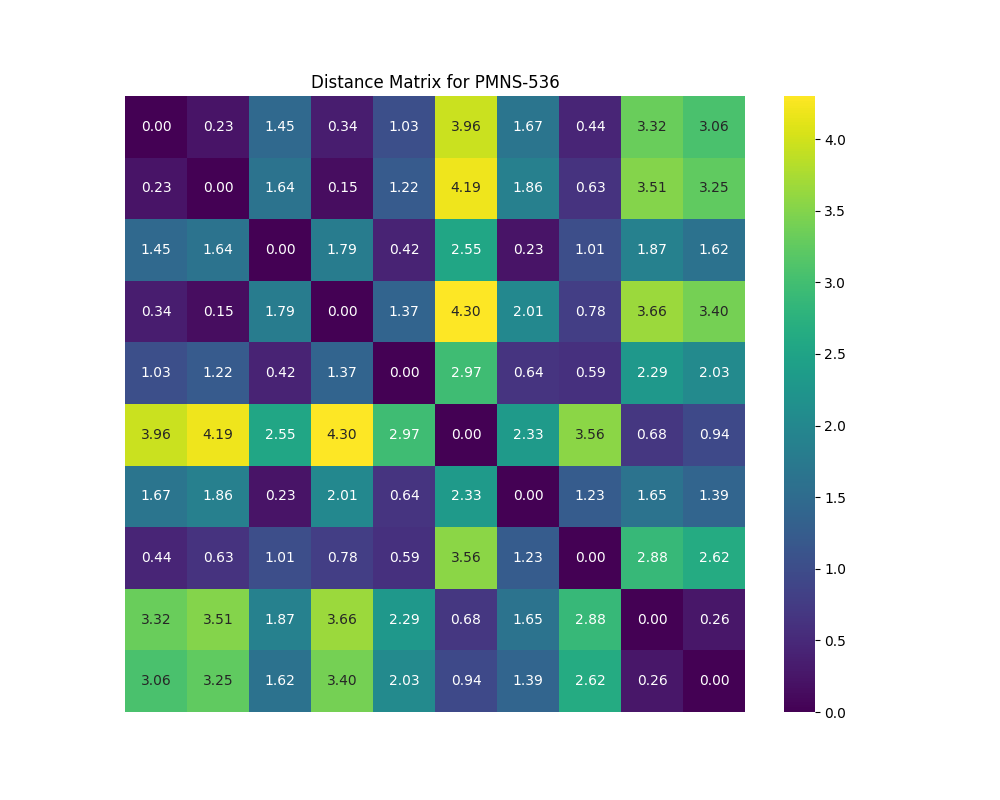 Distance Matrix for PMNS-536
0.00 0.23 1.45 0.34 1.03 3.96 1.67 0.44 3.32 3.06
0.23 0.00 1.64 0.15 1.22 4.19 1.86 0.63 3.51 3.25
1.45 1.64 0.00 1.79 0.42 2.55 0.23 1.01 1.87 1.62
0.34 0.15 1.79 0.00 1.37 4.30 2.01 0.78 3.66 3.40
1.03 1.22 0.42 1.37 0.00 2.97 0.64 0.59 2.29 2.03
3.96 4.19 2.55 4.30 2.97 0.00 2.33 3.56 0.68 0.94
1.67 1.86 0.23 2.01 0.64 2.33 0.00 1.23 1.65 1.39
0.44 0.63 1.01 0.78 0.59 3.56 1.23 0.00 2.88 2.62
3.32 3.51 1.87 3.66 2.29 0.68 1.65 2.88 0.00 0.26
3.06 3.25 1.62 3.40 2.03 0.94 1.39 2.62 0.26 0.00
4.0
3.5
3.0
2.5
2.0
1.5
1.0
0.5
0.0